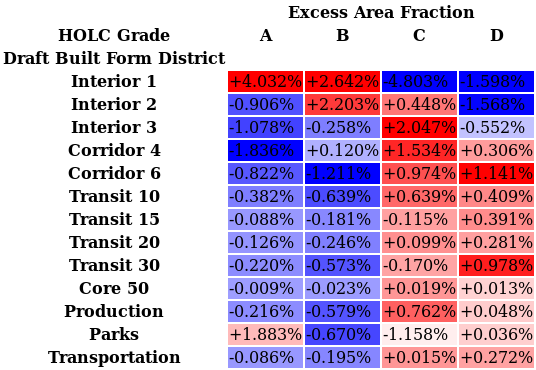 Excess Area Fraction
HOLC Grade A B C D
Draft Built Form District
Interior 1 +4.032% +2.642% -4.803% -1.598%
Interior 2 -0.906% +2.203% +0.448% -1.568%
Interior 3 -1.078% -0.258% +2.047% -0.552%
Corridor 4 -1.836% +0.120% +1.534% +0.306%
Corridor 6 -0.822% -1.211% +0.974% +1.141%
Transit 10 -0.382% -0.639% +0.639% +0.409%
Transit 15 -0.088% -0.181% -0.115% +0.391%
Transit 20 -0.126% -0.246% +0.099% +0.281%
Transit 30 -0.220% -0.573% -0.170% +0.978%
Core 50 -0.009% -0.023% +0.019% +0.013%
Production -0.216% -0.579% +0.762% +0.048%
Parks +1.883% -0.670% -1.158% +0.036%
Transportation -0.086% -0.195% +0.015% +0.272%